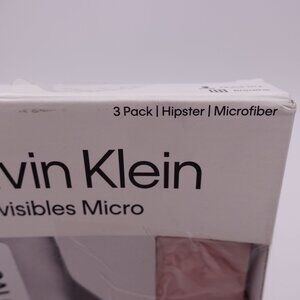 3 Pack | Hipster | Microfiber
vin Klein
visibles Micro